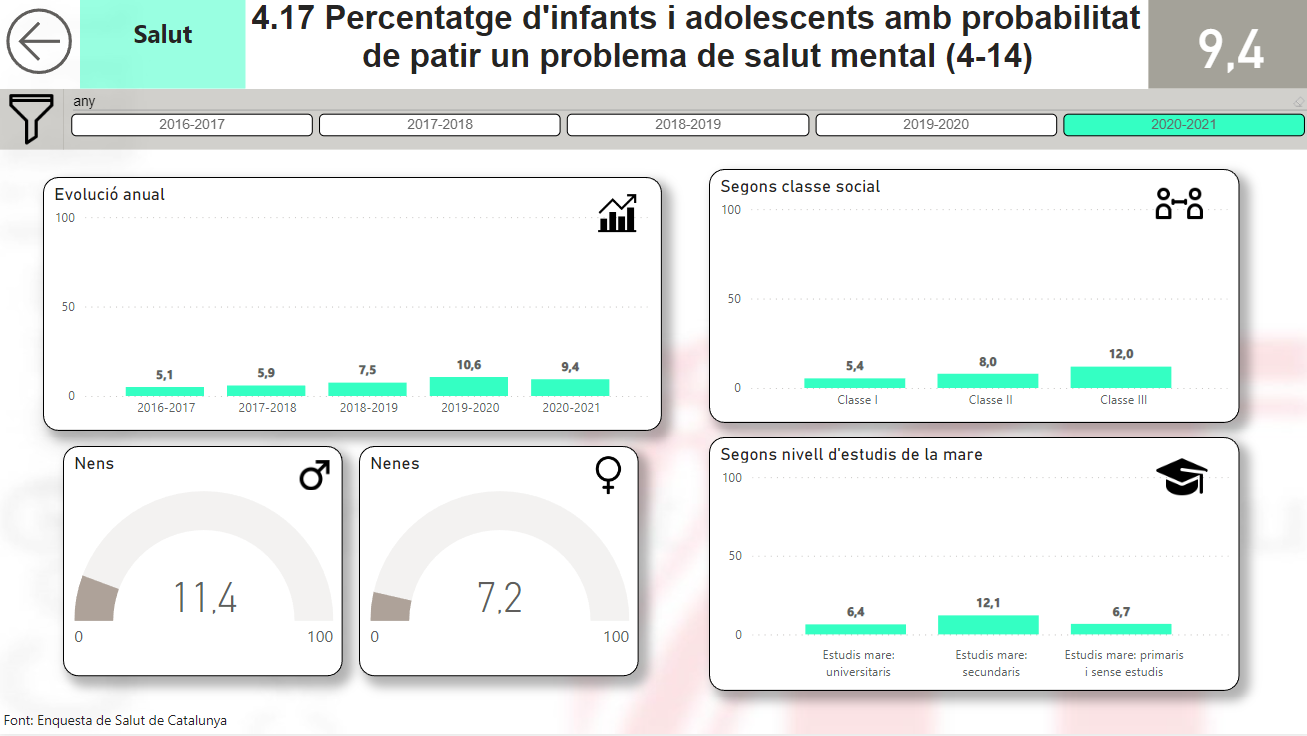 Salut
4.17 Percentatge d'infants i adolescents amb probabilitat
de patir un problema de salut mental (4-14)
9,4
any
2016-2017
2017-2018
2018-2019
2019-2020
2020-2021
Evolució anual
100
50
0
5,1
5,9
7,5
10,6
9,4
2016-2017
2017-2018
2018-2019
2019-2020
2020-2021
Segons classe social
100
50
0
5,4
8,0
12,0
Classe I
Classe II
Classe III
Nens
11,4
0
100
Nenes
7,2
0
100
Segons nivell d'estudis de la mare
100
50
0
6,4
12,1
6,7
Estudis mare:
universitaris
Estudis mare:
secundaris
Estudis mare: primaris
i sense estudis
Font: Enquesta de Salut de Catalunya